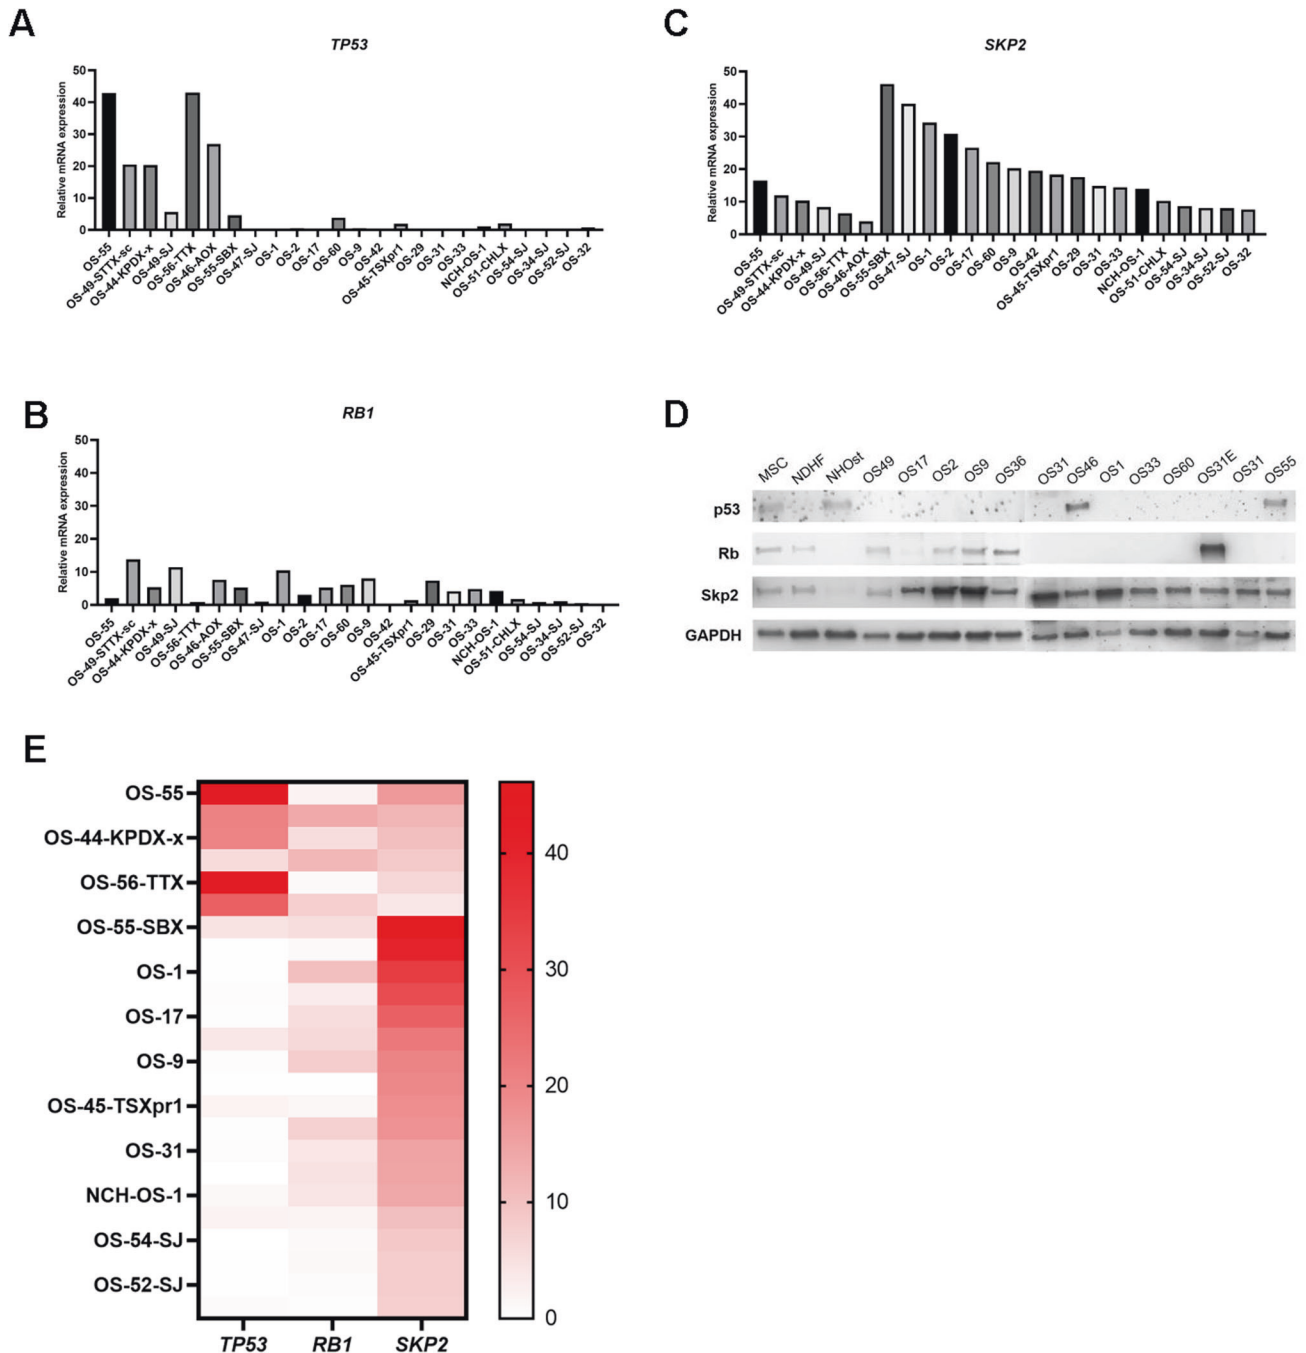 A
TP53
Relative mRNA expression
50
40
30
20
10
0
OS-55
OS-49-STTX-sc
OS-44-KPDX-x
OS-49-SJ
OS-56-TTX
OS-46-AOX
OS-55-SBX
OS-47-SJ
OS-1
OS-2
OS-17
OS-60
OS-9
OS-42
OS-45-TSXpr1
OS-29
OS-31
OS-33
NCH-OS-1
OS-51-CHLX
OS-54-SJ
OS-34-SJ
OS-52-SJ
OS-32
C
SKP2
Relative mRNA expression
50
40
30
20
10
0
OS-55
OS-49-STTX-sc
OS-44-KPDX-x
OS-49-SJ
OS-56-TTX
OS-46-AOX
OS-55-SBX
OS-47-SJ
OS-1
OS-2
OS-17
OS-60
OS-9
OS-42
OS-45-TSXpr1
OS-29
OS-31
OS-33
NCH-OS-1
OS-51-CHLX
OS-54-SJ
OS-34-SJ
OS-52-SJ
OS-32
B
RB1
Relative mRNA expression
50
40
30
20
10
0
OS-55
OS-49-STTX-sc
OS-44-KPDX-x
OS-49-SJ
OS-56-TTX
OS-46-AOX
OS-55-SBX
OS-47-SJ
OS-1
OS-2
OS-17
OS-60
OS-9
OS-42
OS-45-TSXpr1
OS-29
OS-31
OS-33
NCH-OS-1
OS-51-CHLX
OS-54-SJ
OS-34-SJ
OS-52-SJ
OS-32
D
MSC NDHF NHOst OS49 OS17 OS2 OS9 OS36 OS31 OS46 OS1 OS33 OS60 OS31E OS31 OS55
p53
Rb
Skp2
GAPDH
E
OS-55
OS-44-KPDX-x
OS-56-TTX
OS-55-SBX
OS-1
OS-17
OS-9
OS-45-TSXpr1
OS-31
NCH-OS-1
OS-54-SJ
OS-52-SJ
TP53 RB1 SKP2
40
30
20
10
0